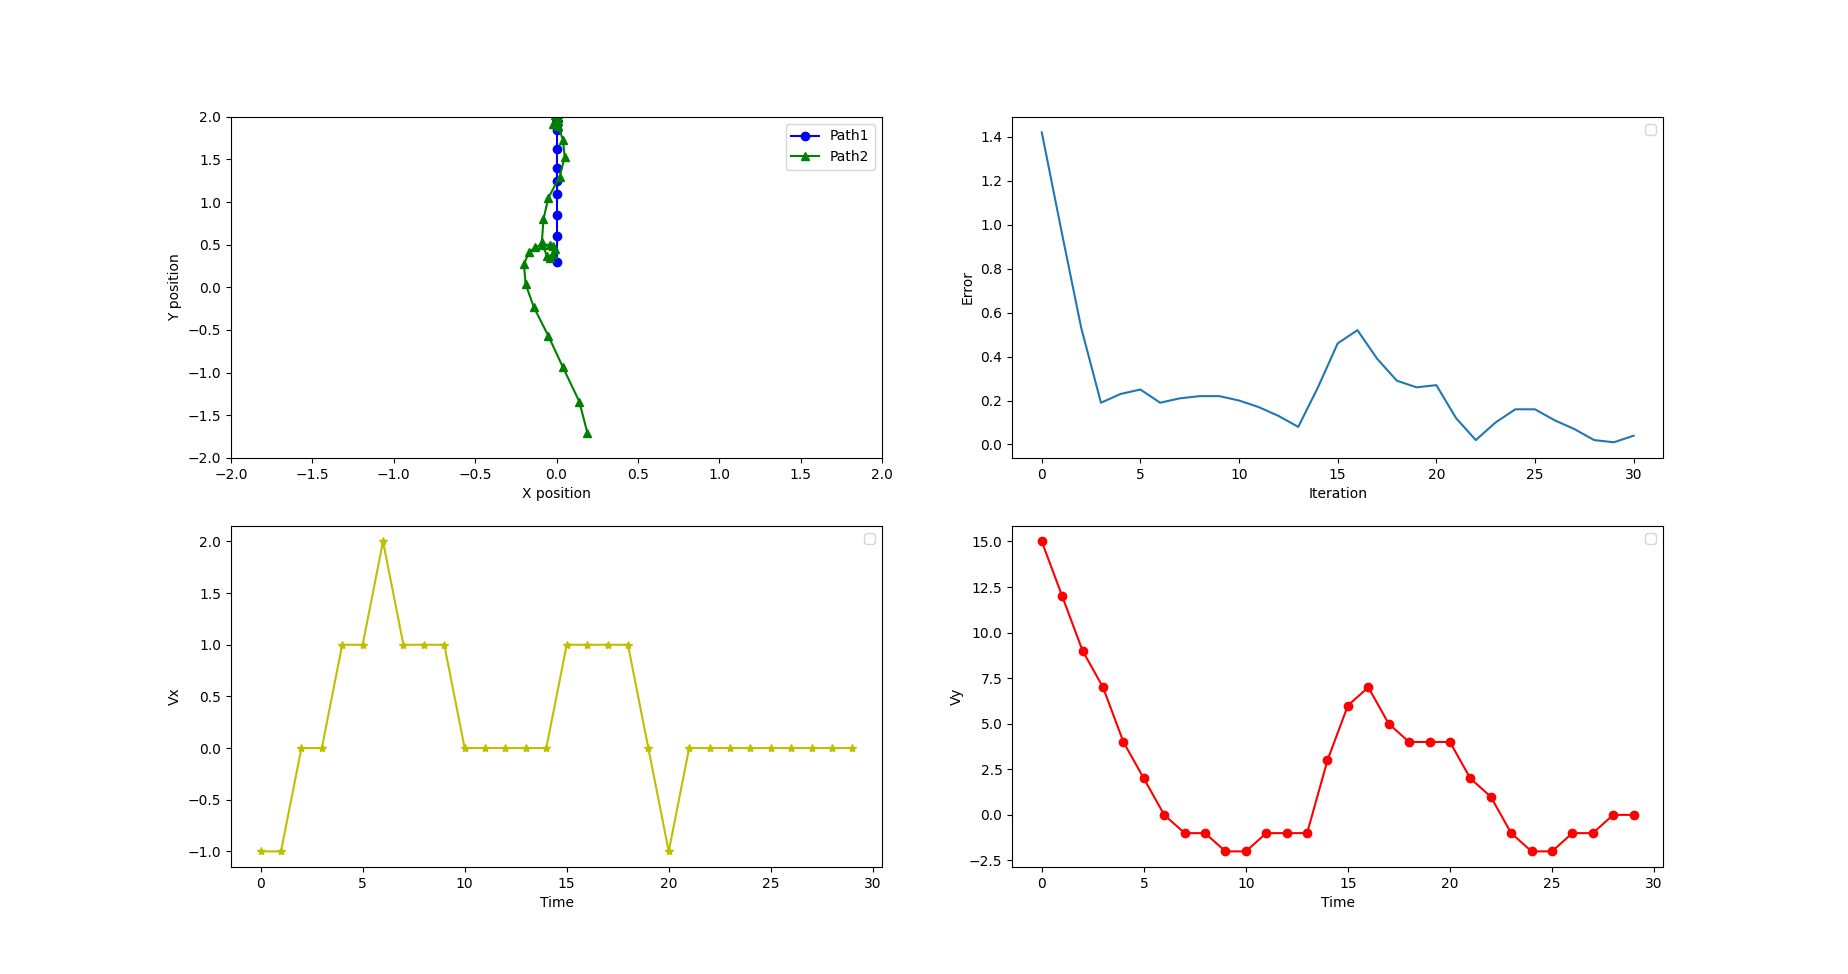 2.0
1.5
1.0
0.5
0.0
−0.5
−1.0
−1.5
−2.0
Y position
−2.0 −1.5 −1.0 −0.5 0.0 0.5 1.0 1.5 2.0
X position
Path1
Path2
1.4
1.2
1.0
0.8
0.6
0.4
0.2
0.0
Error
0 5 10 15 20 25 30
Iteration
2.0
1.5
1.0
0.5
0.0
−0.5
−1.0
Vx
0 5 10 15 20 25 30
Time
15.0
12.5
10.0
7.5
5.0
2.5
0.0
−2.5
Vy
0 5 10 15 20 25 30
Time